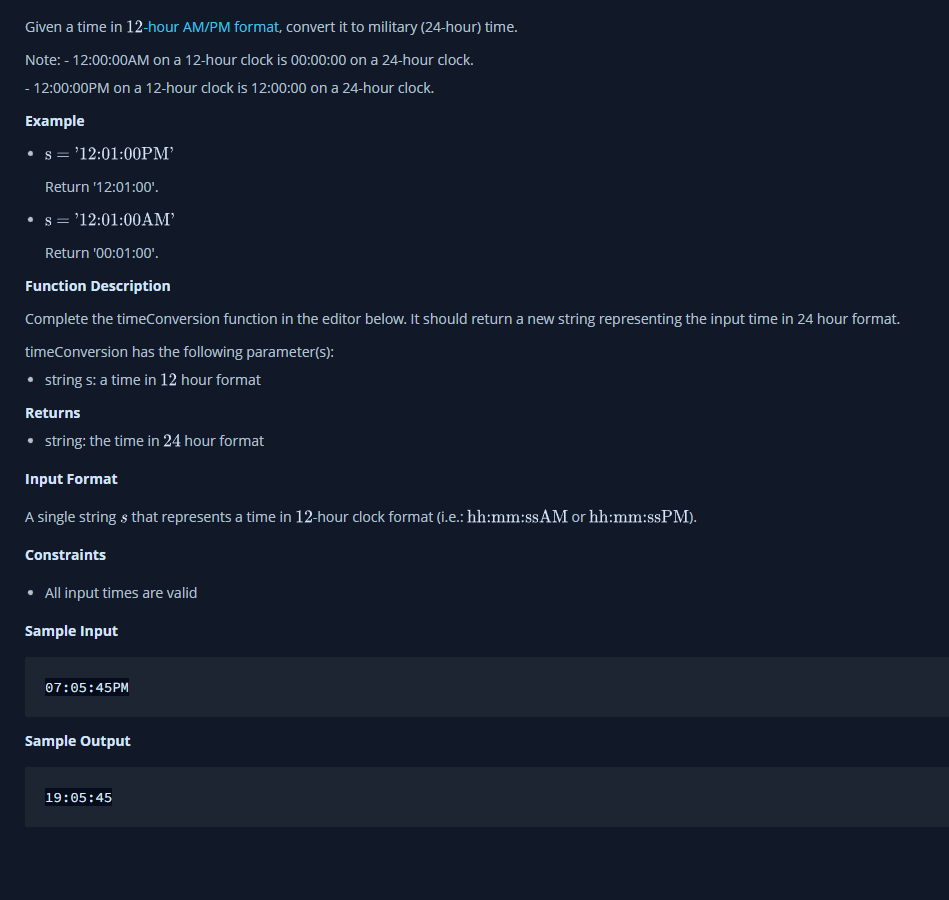 Given a time in 12-hour AM/PM format, convert it to military (24-hour) time.
Note: - 12:00:00AM on a 12-hour clock is 00:00:00 on a 24-hour clock.
- 12:00:00PM on a 12-hour clock is 12:00:00 on a 24-hour clock.
Example
• s = '12:01:00PM'
Return '12:01:00'.
• s = '12:01:00AM'
Return '00:01:00'.
Function Description
Complete the timeConversion function in the editor below. It should return a new string representing the input time in 24 hour format.
timeConversion has the following parameter(s):
• string s: a time in 12 hour format
Returns
• string: the time in 24 hour format
Input Format
A single string s that represents a time in 12-hour clock format (i.e.: hh:mm:ssAM or hh:mm:ssPM).
Constraints
• All input times are valid
Sample Input
07:05:45PM
Sample Output
19:05:45